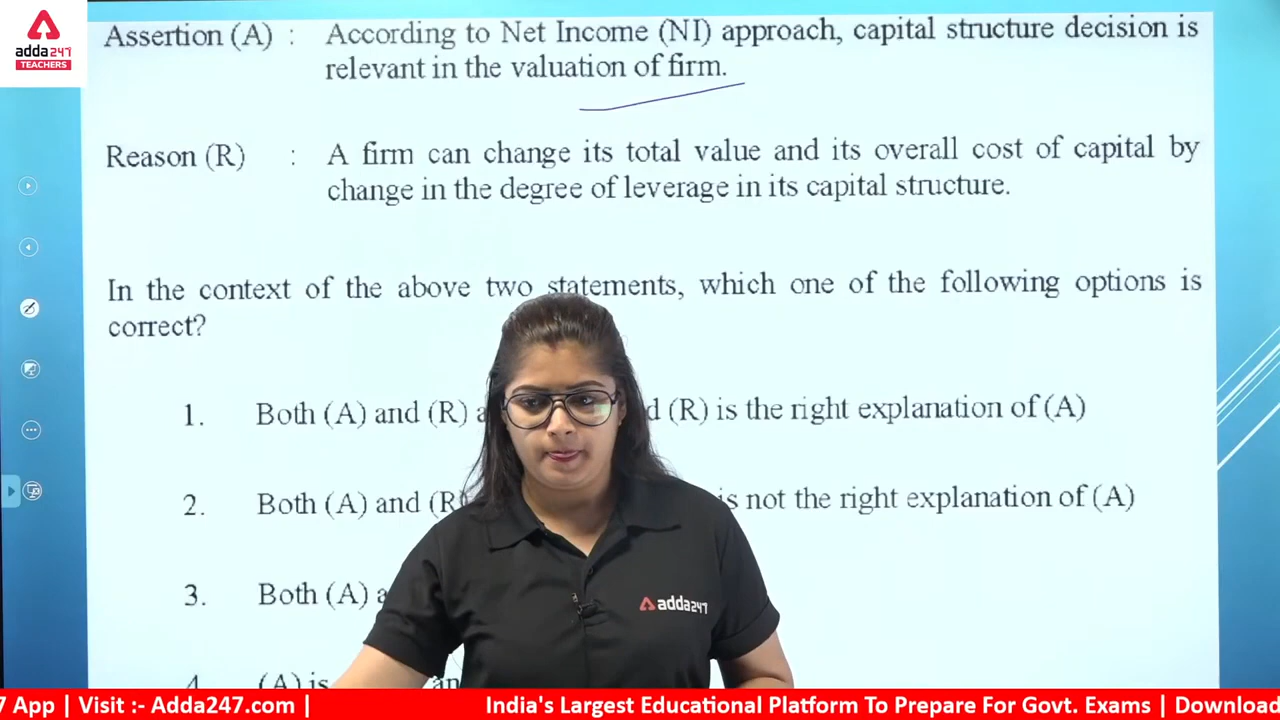 adda247
TEACHERS
Assertion (A) : According to Net Income (NI) approach, capital structure decision is
relevant in the valuation of firm.
Reason (R) : A firm can change its total value and its overall cost of capital by
change in the degree of leverage in its capital structure.
In the context of the above two statements, which one of the following options is
correct?
1. Both (A) and (R) (R) is the right explanation of (A)
2. Both (A) and (R) is not the right explanation of (A)
3. Both (A)
(A) is
adda247
7 App | Visit :- Adda247.com | India's Largest Educational Platform To Prepare For Govt. Exams | Download